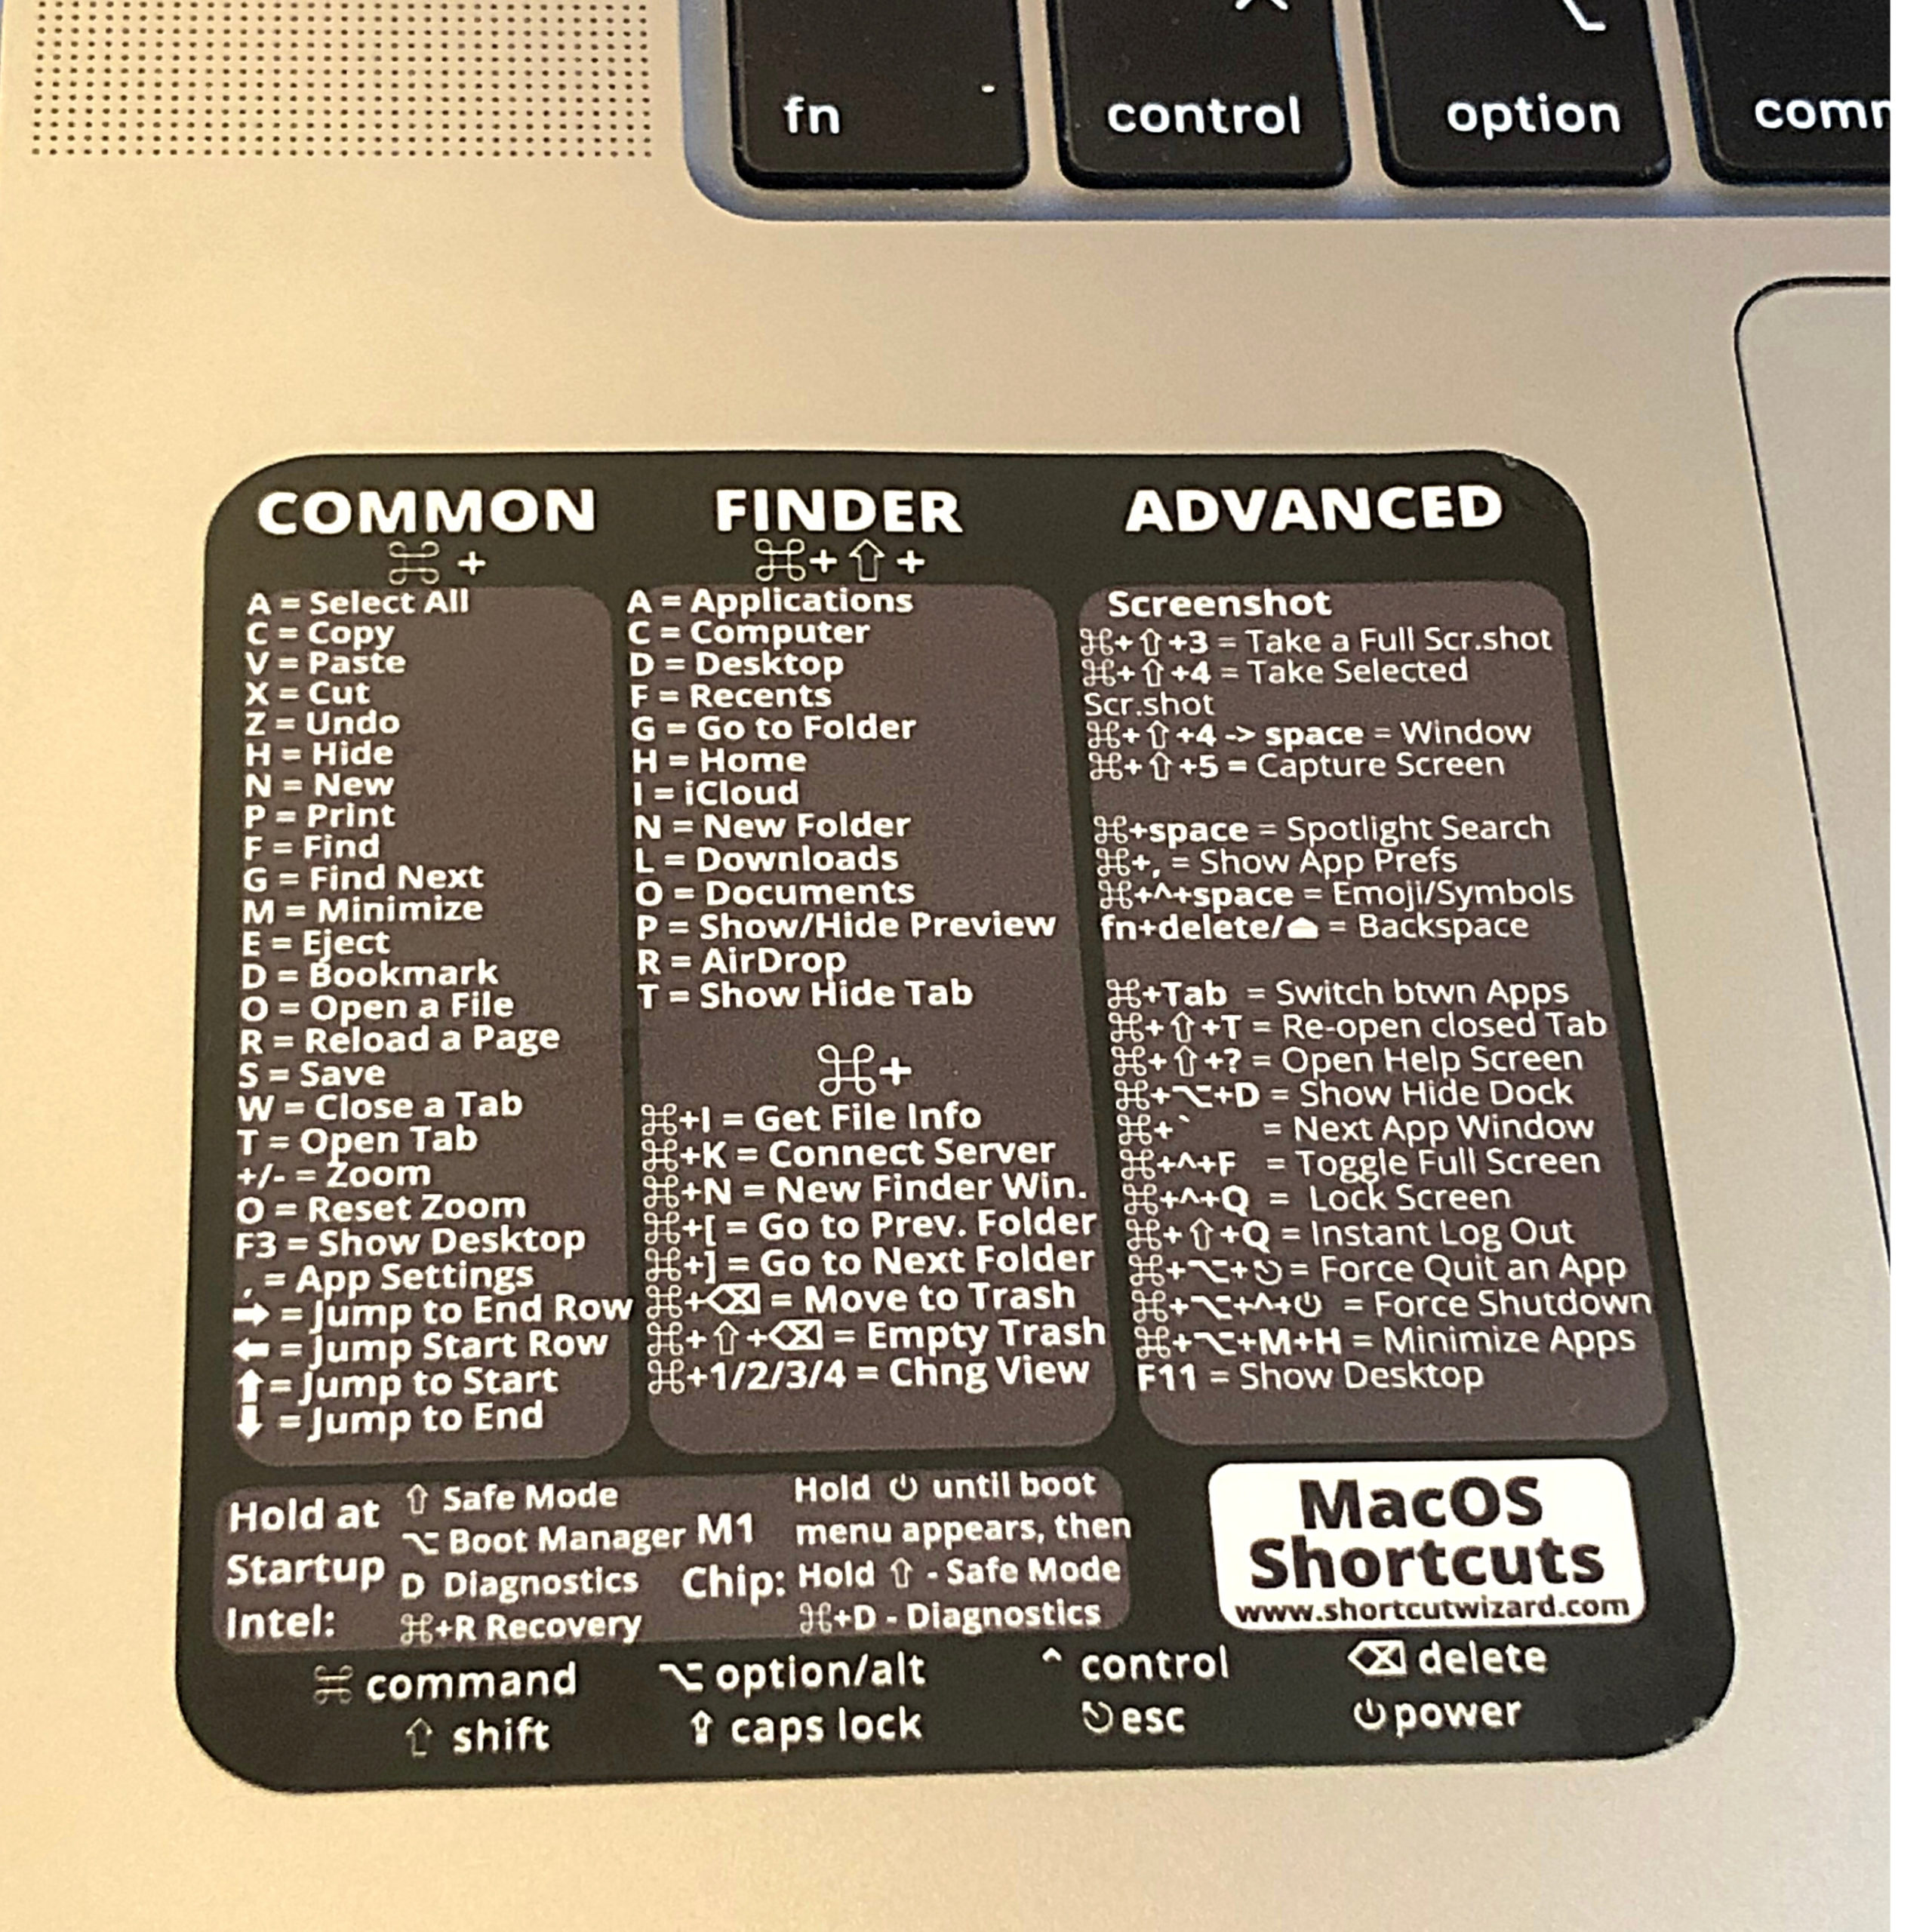 fn
control
^
option
⌥
COMMON
⌘ +
A = Select All
C = Copy
V = Paste
X = Cut
Z = Undo
H = Hide
N = New
P = Print
F = Find
G = Find Next
M = Minimize
E = Eject
D = Bookmark
O = Open a File
R = Reload a Page
S = Save
W = Close a Tab
T = Open Tab
+/- = Zoom
O = Reset Zoom
F3 = Show Desktop
, = App Settings
➡ = Jump to End Row
⬅ = Jump Start Row
⬆ = Jump to Start
⬇ = Jump to End
FINDER
⌘+⇧+
A = Applications
C = Computer
D = Desktop
F = Recents
G = Go to Folder
H = Home
I = iCloud
N = New Folder
L = Downloads
O = Documents
P = Show/Hide Preview
R = AirDrop
T = Show Hide Tab
⌘+
⌘+I = Get File Info
⌘+K = Connect Server
⌘+N = New Finder Win.
⌘+[ = Go to Prev. Folder
⌘+] = Go to Next Folder
⌘+⌫ = Move to Trash
⌘+⇧+⌫ = Empty Trash
⌘+1/2/3/4 = Chng View
ADVANCED
Screenshot
⌘+⇧+3 = Take a Full Scr.shot
⌘+⇧+4 = Take Selected
Scr.shot
⌘+⇧+4 -> space = Window
⌘+⇧+5 = Capture Screen
⌘+space = Spotlight Search
⌘+, = Show App Prefs
⌘+^+space = Emoji/Symbols
fn+delete/⏏ = Backspace
⌘+Tab = Switch btwn Apps
⌘+⇧+T = Re-open closed Tab
⌘+⇧+? = Open Help Screen
⌘+⌥+D = Show Hide Dock
⌘+` = Next App Window
⌘+^+F = Toggle Full Screen
⌘+^+Q = Lock Screen
⌘+⇧+Q = Instant Log Out
⌘+⌥+⎋ = Force Quit an App
⌘+⌥+^+⏻ = Force Shutdown
⌘+⌥+M+H = Minimize Apps
F11 = Show Desktop
Hold at
Startup
Intel:
⇧ Safe Mode
⌥ Boot Manager
D Diagnostics
⌘+R Recovery
M1
Chip:
Hold ⏻ until boot
menu appears, then
Hold ⇧ - Safe Mode
⌘+D - Diagnostics
MacOS
Shortcuts
www.shortcutwizard.com
⌘ command
⌥ option/alt
^ control
⌫ delete
⇧ shift
⇪ caps lock
⎋ esc
⏻ power